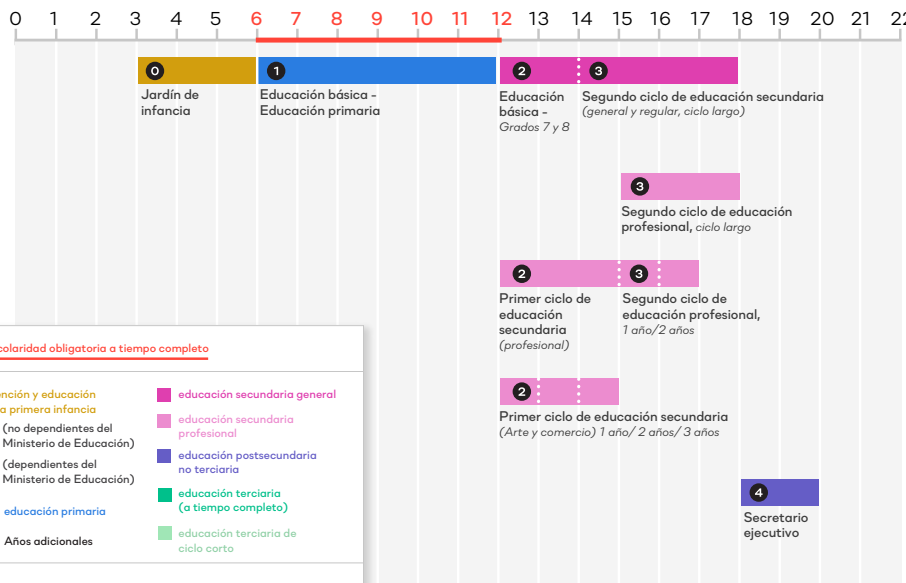 0 1 2 3 4 5 6 7 8 9 10 11 12 13 14 15 16 17 18 19 20 21 22
0
Jardín de
infancia
1
Educación básica -
Educación primaria
2
Educación
básica -
Grados 7 y 8
3
Segundo ciclo de educación secundaria
(general y regular, ciclo largo)
3
Segundo ciclo de educación
profesional, ciclo largo
2
Primer ciclo de
educación
secundaria
(profesional)
3
Segundo ciclo de
educación profesional,
1 año/2 años
2
Primer ciclo de educación secundaria
(Arte y comercio) 1 año/ 2 años/ 3 años
4
Secretario
ejecutivo
colaridad obligatoria a tiempo completo
nción y educación
a primera infancia
(no dependientes del
Ministerio de Educación)
(dependientes del
Ministerio de Educación)
educación primaria
Años adicionales
educación secundaria general
educación secundaria
profesional
educación postsecundaria
no terciaria
educación terciaria
(a tiempo completo)
educación terciaria de
ciclo corto